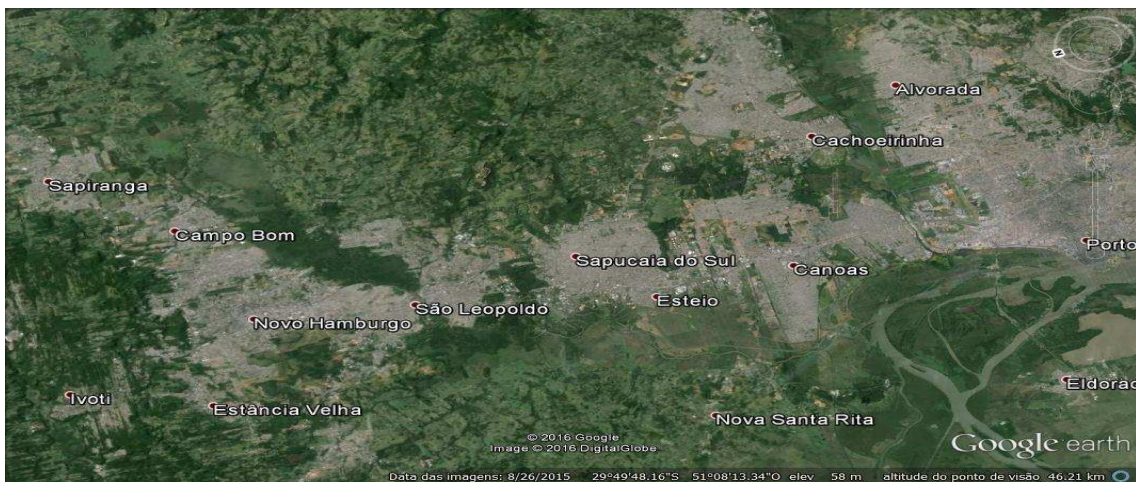 Alvorada
Cachoeirinha
Sapiranga
Campo Bom
Porto
Sapucaia do Sul
Canoas
Esteio
São Leopoldo
Novo Hamburgo
Eldorad
Ivoti
Estância Velha
Nova Santa Rita
© 2016 Google
Image © 2016 DigitalGlobe
Google earth
Data das imagens: 8/26/2015 29°49'48.16"S 51°08'13.34"O elev 58 m altitude do ponto de visão 46.21 km